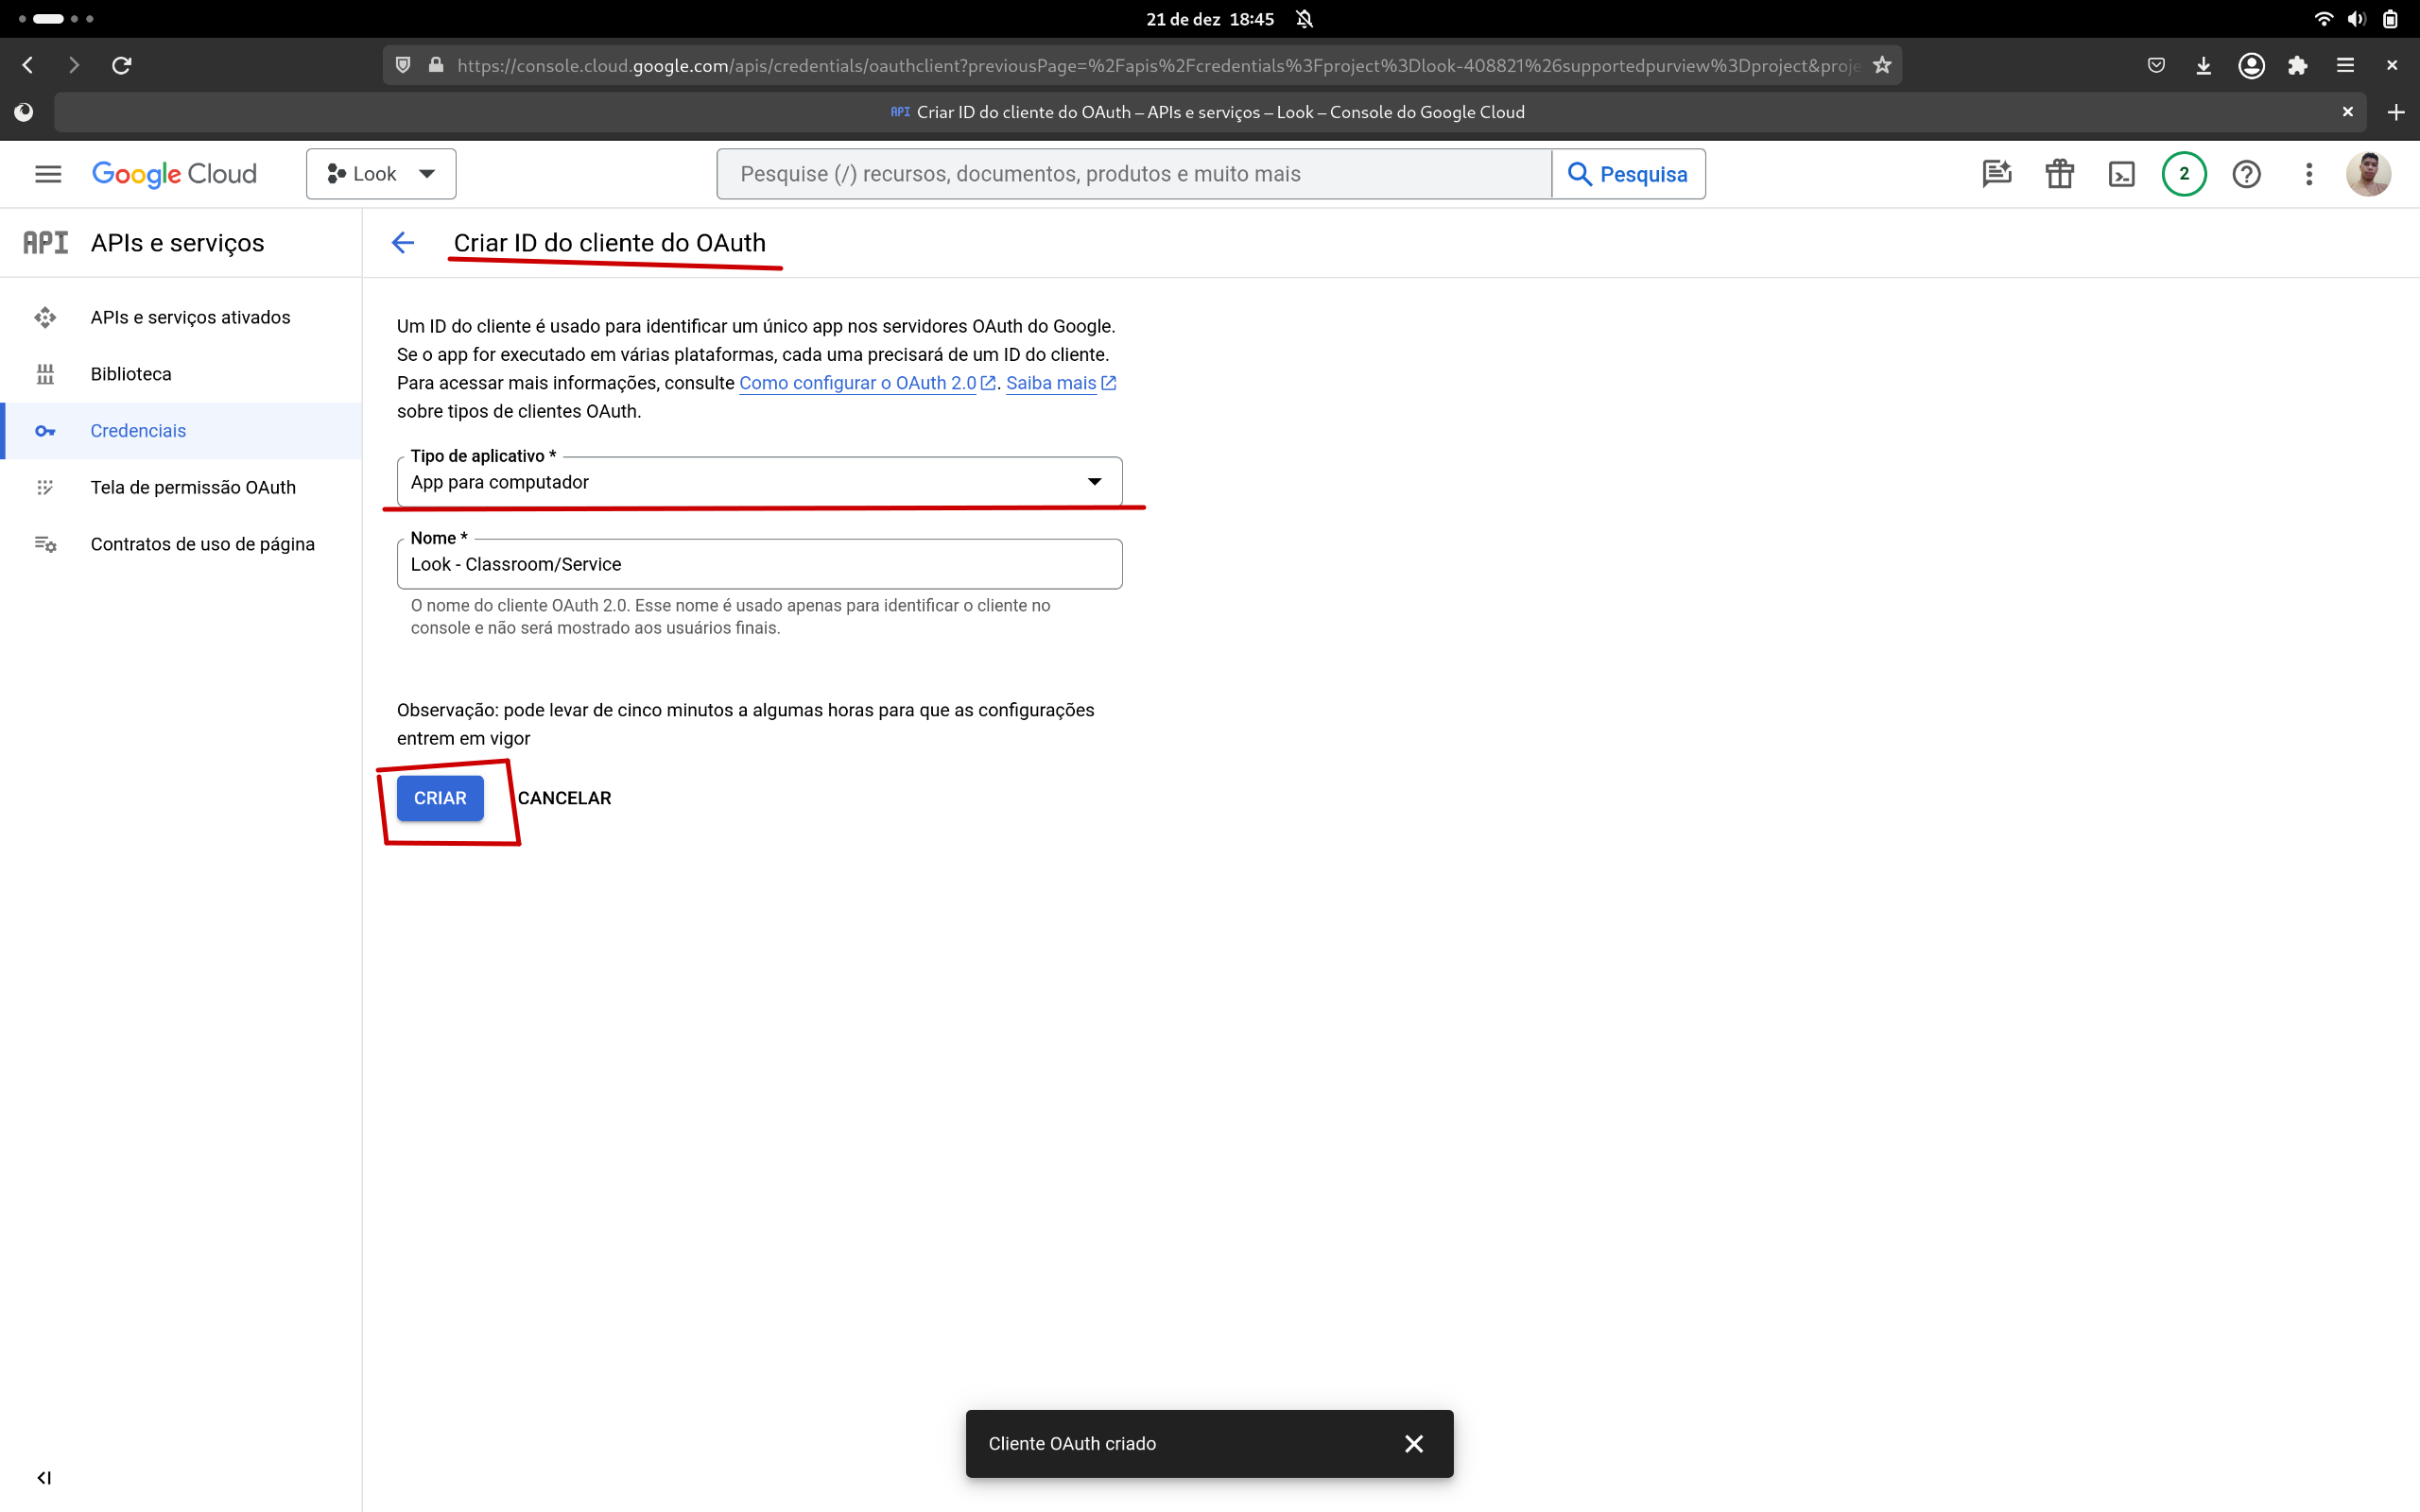 21 de dez 18:45
https://console.cloud.google.com/apis/credentials/oauthclient?previousPage=%2Fapis%2Fcredentials%3Fproject%3Dlook-408821%26supportedpurview%3Dproject&proje
API Criar ID do cliente do OAuth – APIs e serviços – Look – Console do Google Cloud
Google Cloud
Look
Pesquise (/) recursos, documentos, produtos e muito mais
Pesquisa
2
API APIs e serviços
Criar ID do cliente do OAuth
APIs e serviços ativados
Biblioteca
Credenciais
Tela de permissão OAuth
Contratos de uso de página
Um ID do cliente é usado para identificar um único app nos servidores OAuth do Google.
Se o app for executado em várias plataformas, cada uma precisará de um ID do cliente.
Para acessar mais informações, consulte Como configurar o OAuth 2.0. Saiba mais
sobre tipos de clientes OAuth.
Tipo de aplicativo *
App para computador
Nome *
Look - Classroom/Service
O nome do cliente OAuth 2.0. Esse nome é usado apenas para identificar o cliente no
console e não será mostrado aos usuários finais.
Observação: pode levar de cinco minutos a algumas horas para que as configurações
entrem em vigor
CRIAR
CANCELAR
Cliente OAuth criado